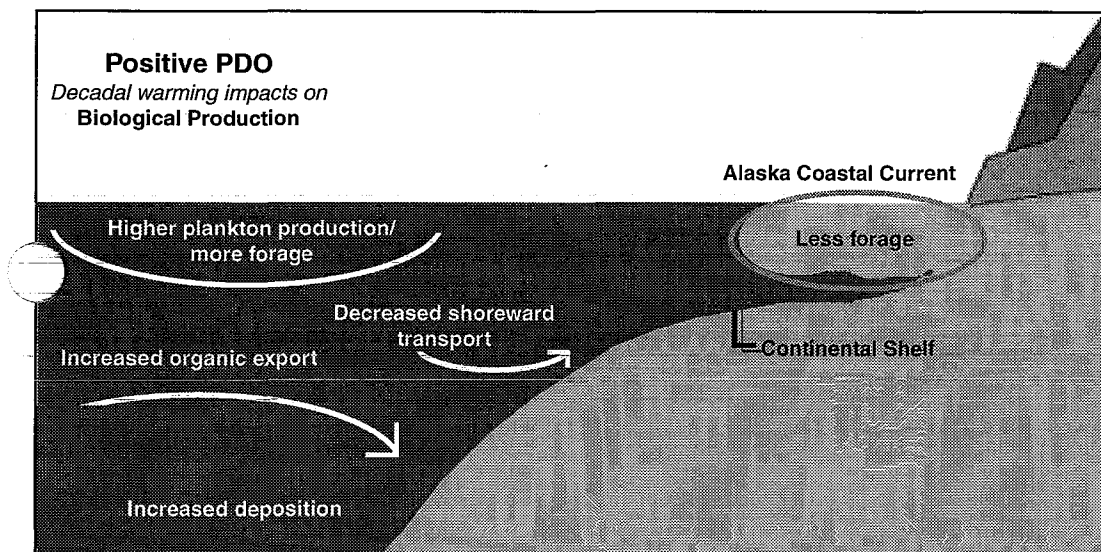 Positive PDO
Decadal warming impacts on
Biological Production
Alaska Coastal Current
Higher plankton production/
more forage
Less forage
Decreased shoreward
transport
Continental Shelf
Increased organic export
Increased deposition